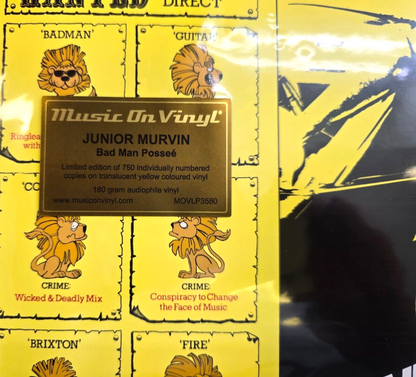 DIRECT
'BADMAN'
'GUITA
Ringlea
with
Music On Vinyl
JUNIOR MURVIN
Bad Man Posseé
Limited edition of 750 individually numbered
copies on translucent yellow coloured vinyl
180 gram audiophile vinyl
www.musiconvinyl.com MOVLP3580
'CO
CRIME:
Wicked & Deadly Mix
CRIME:
Conspiracy to Change
the Face of Music
'BRIXTON'
'FIRE'